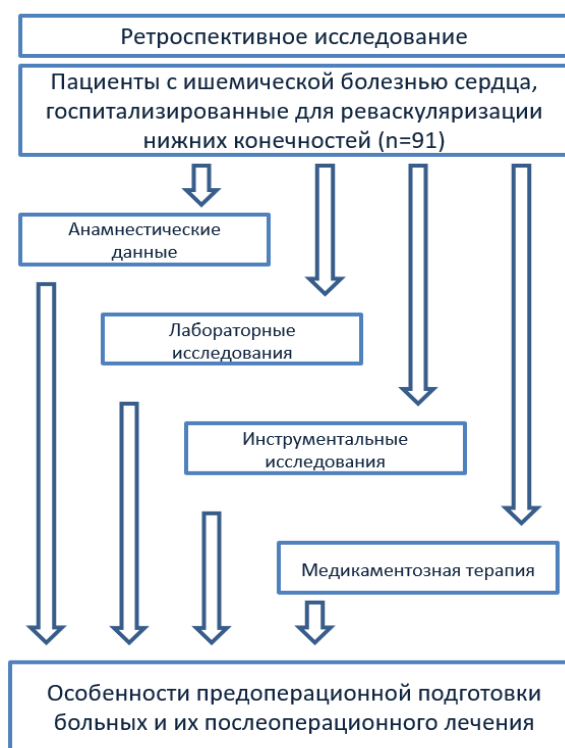 Ретроспективное исследование
Пациенты с ишемической болезнью сердца,
госпитализированные для реваскуляризации
нижних конечностей (n=91)
Анамнестические
данные
Лабораторные
исследования
Инструментальные
исследования
Медикаментозная терапия
Особенности предоперационной подготовки
больных и их послеоперационного лечения